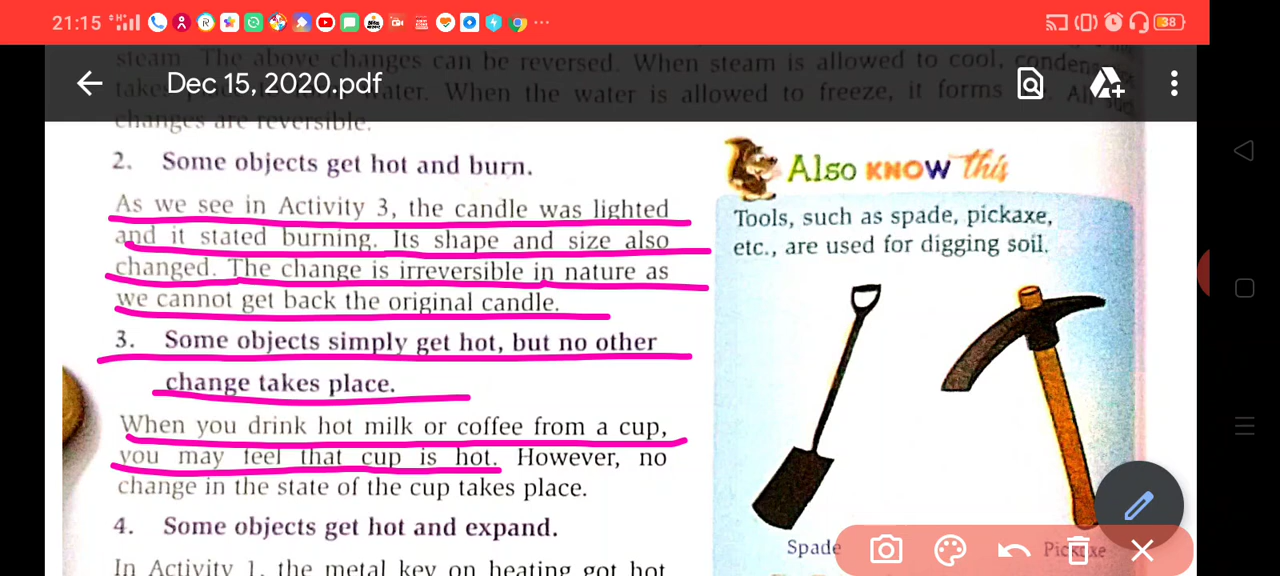 21:15
38
Dec 15, 2020.pdf
steam. The above changes can be reversed. When steam is allowed to cool,
water. When the water is allowed to freeze, it forms
changes are reversible.
2. Some objects get hot and burn.
As we see in Activity 3, the candle was lighted
and it stated burning. Its shape and size also
changed. The change is irreversible in nature as
we cannot get back the original candle.
3. Some objects simply get hot, but no other
change takes place.
When you drink hot milk or coffee from a cup,
you may feel that cup is hot. However, no
change in the state of the cup takes place.
4. Some objects get hot and expand.
In Activity 1, the metal key on heating got hot
Also KNOW this
Tools, such as spade, pickaxe,
etc., are used for digging soil.
Spade
Pickaxe